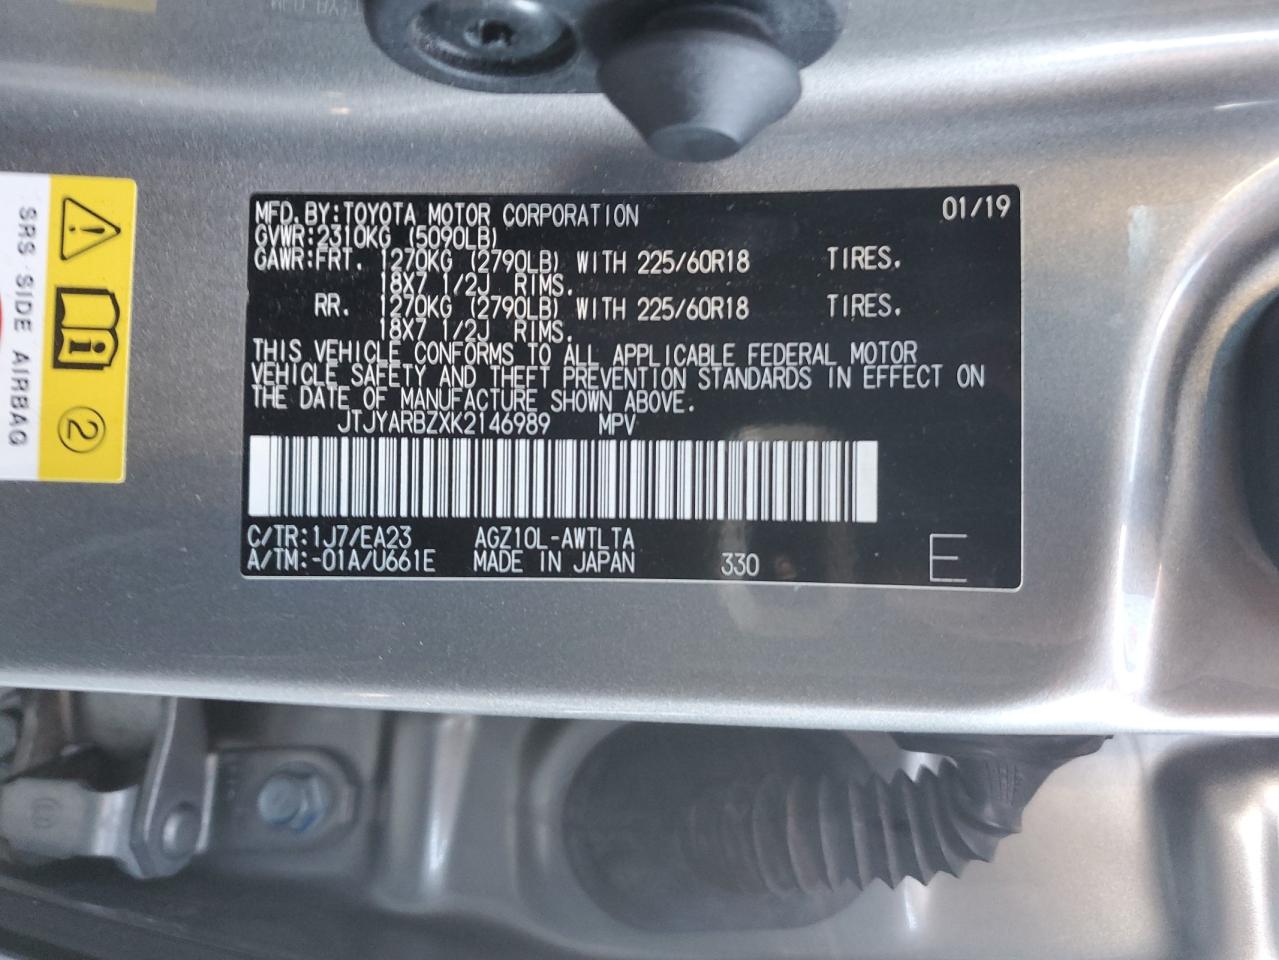 MFD.BY:TOYOTA MOTOR CORPORATION 01/19
GVWR:2310KG (5090LB)
GAWR:FRT. 1270KG (2790LB) WITH 225/60R18 TIRES.
18X7 1/2J RIMS.
RR. 1270KG (2790LB) WITH 225/60R18 TIRES.
18X7 1/2J RIMS.
THIS VEHICLE CONFORMS TO ALL APPLICABLE FEDERAL MOTOR
VEHICLE SAFETY AND THEFT PREVENTION STANDARDS IN EFFECT ON
THE DATE OF MANUFACTURE SHOWN ABOVE.
JTJYARBZXK2146989 MPV
C/TR:1J7/EA23 AGZ10L-AWTLTA
A/TM:-01A/U661E MADE IN JAPAN 330 E
SRS SIDE AIRBAG
2